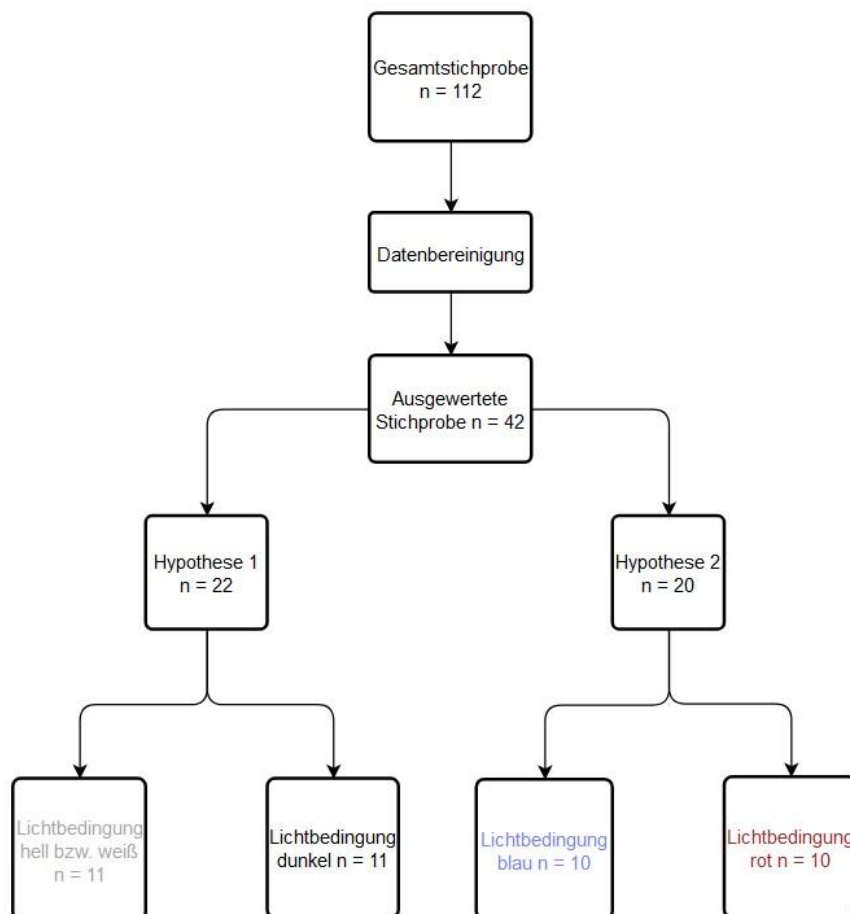 Gesamtstichprobe
n = 112
Datenbereinigung
Ausgewertete
Stichprobe n = 42
Hypothese 1
n = 22
Hypothese 2
n = 20
Lichtbedingung
hell bzw. weiß
n = 11
Lichtbedingung
dunkel n = 11
Lichtbedingung
blau n = 10
Lichtbedingung
rot n = 10